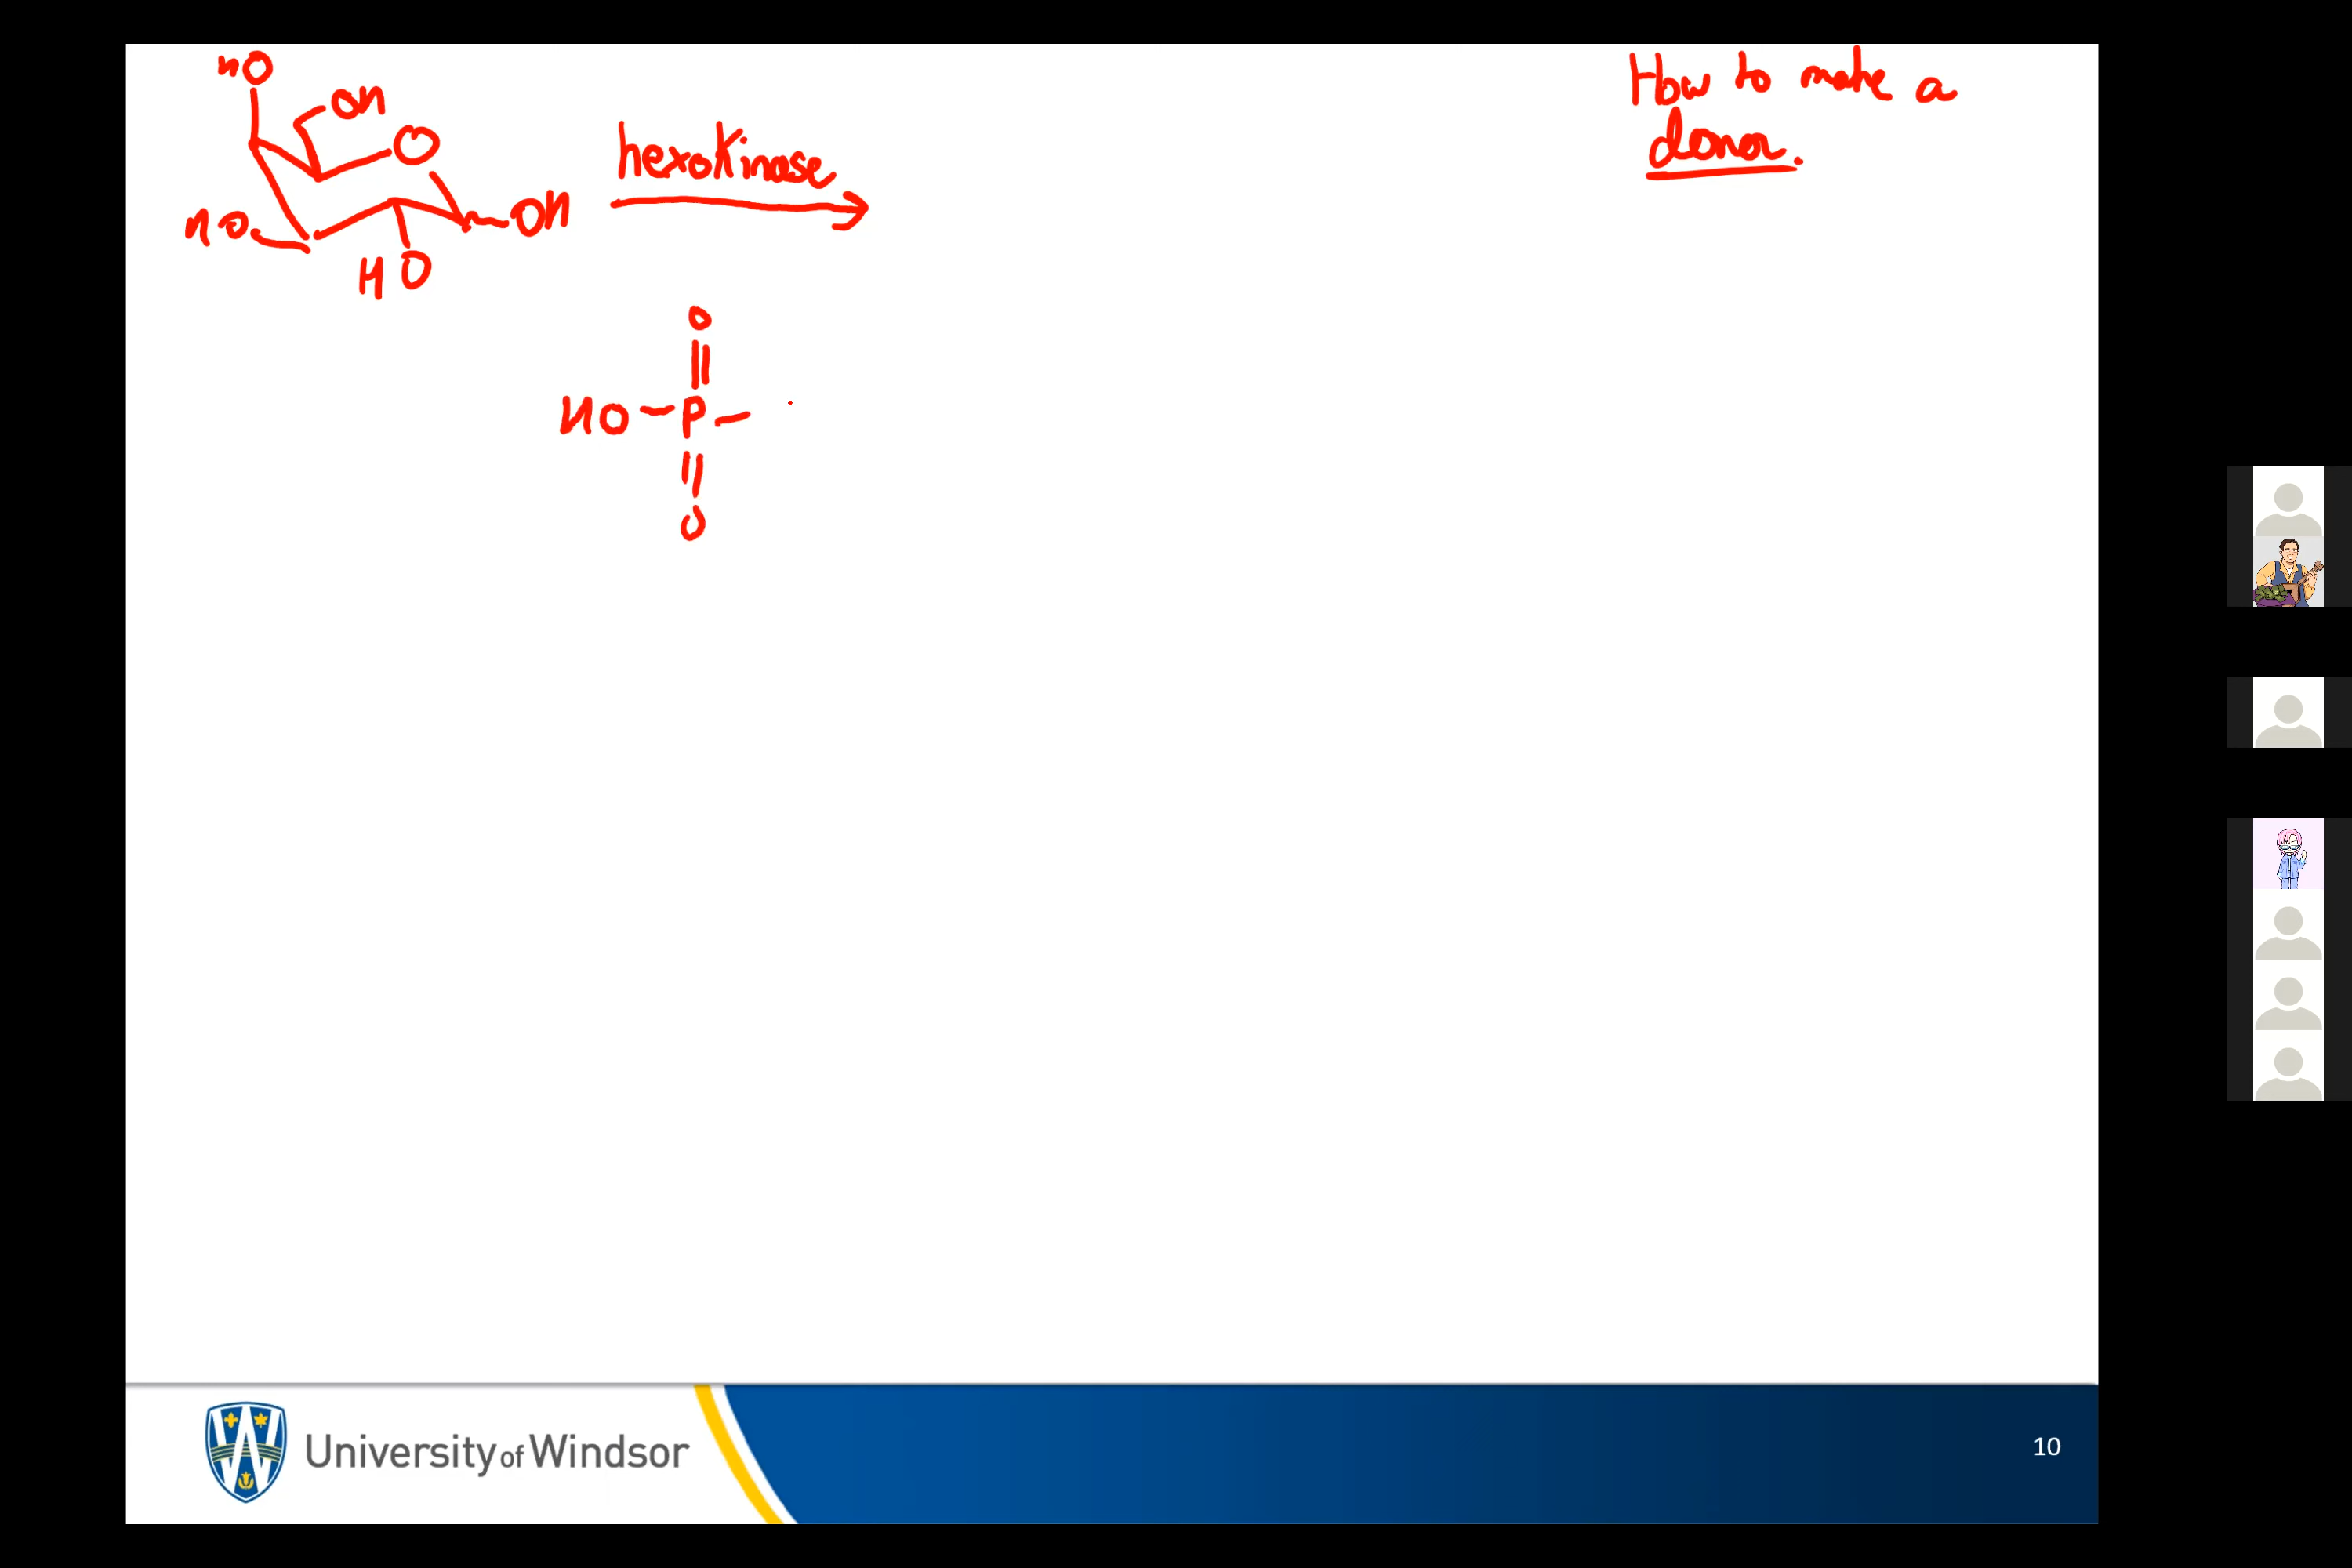 HO
OH
O
HO
OH
HO
hexokinase
How to make a
donor.
O
HO-P-
O
University of Windsor
10